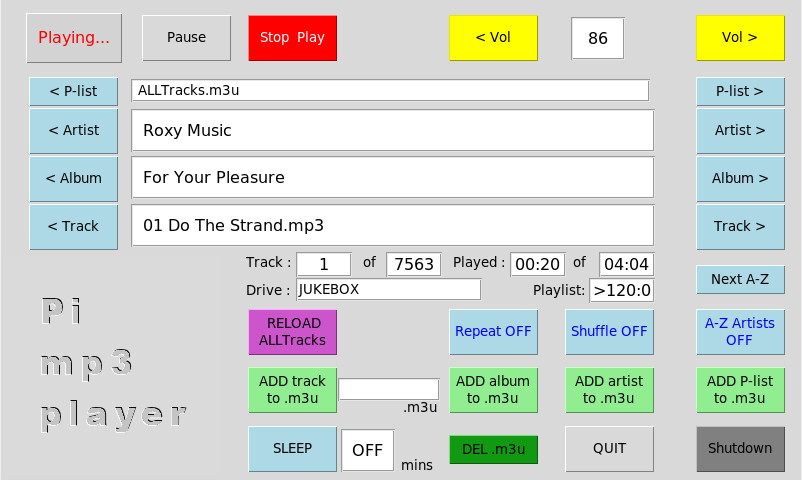 Playing... Pause Stop Play < Vol 86 Vol >
< P-list ALLTracks.m3u P-list >
< Artist Roxy Music Artist >
< Album For Your Pleasure Album >
< Track 01 Do The Strand.mp3 Track >
Track : 1 of 7563 Played : 00:20 of 04:04
Next A-Z
Drive : JUKEBOX Playlist: >120:0
Pi
mp3
player
RELOAD
ALLTracks
Repeat OFF
Shuffle OFF
A-Z Artists
OFF
ADD track
to .m3u
.m3u
ADD album
to .m3u
ADD artist
to .m3u
ADD P-list
to .m3u
SLEEP OFF mins DEL .m3u QUIT Shutdown